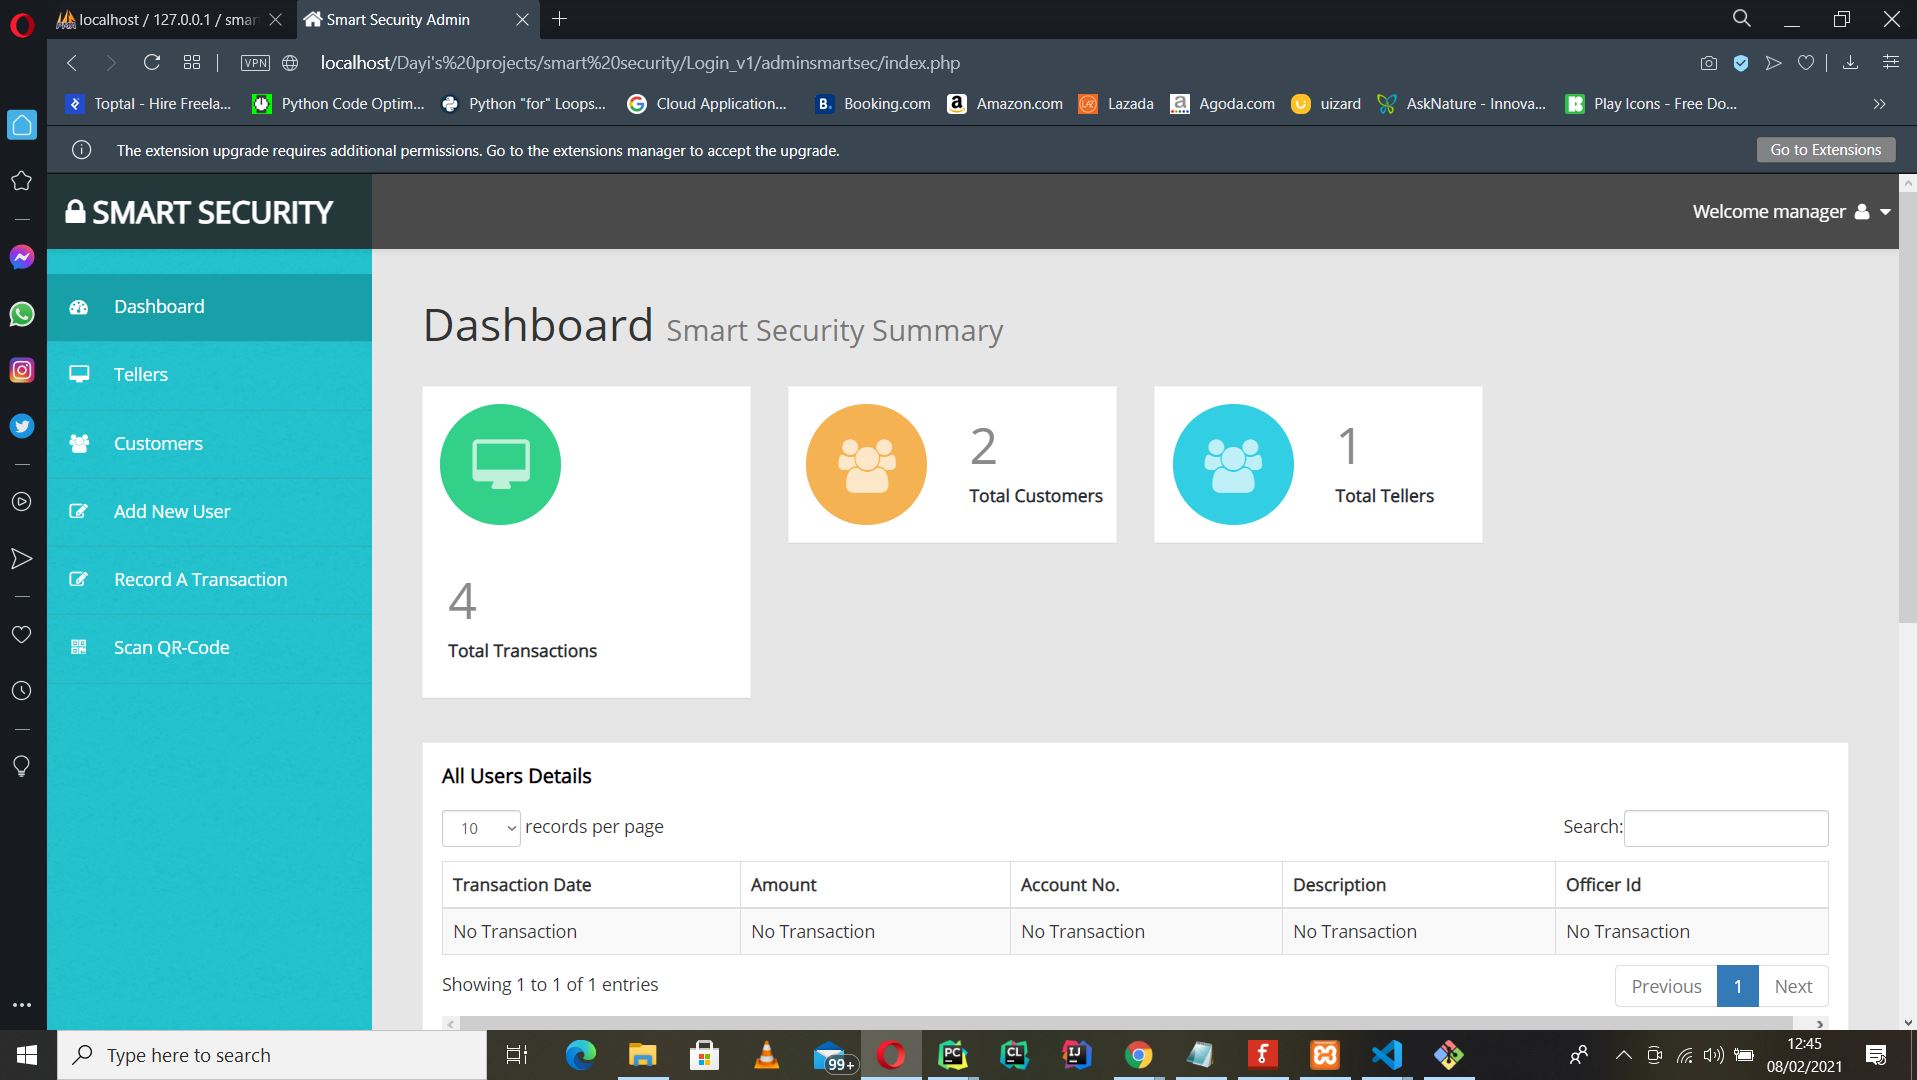 localhost / 127.0.0.1 / smar
Smart Security Admin
VPN
localhost/Dayi's%20projects/smart%20security/Login_v1/adminsmartsec/index.php
Toptal - Hire Freela...
Python Code Optim...
Python "for" Loops...
Cloud Application...
Booking.com
Amazon.com
Lazada
Agoda.com
uizard
AskNature - Innova...
Play Icons - Free Do...
The extension upgrade requires additional permissions. Go to the extensions manager to accept the upgrade.
Go to Extensions
SMART SECURITY
Welcome manager
Dashboard
Tellers
Customers
Add New User
Record A Transaction
Scan QR-Code
Dashboard Smart Security Summary
4
Total Transactions
2
Total Customers
1
Total Tellers
All Users Details
10 records per page
Search:
Transaction Date Amount Account No. Description Officer Id
No Transaction No Transaction No Transaction No Transaction No Transaction
Showing 1 to 1 of 1 entries
Previous 1 Next
Type here to search
99+
PC
CL
IJ
12:45
08/02/2021